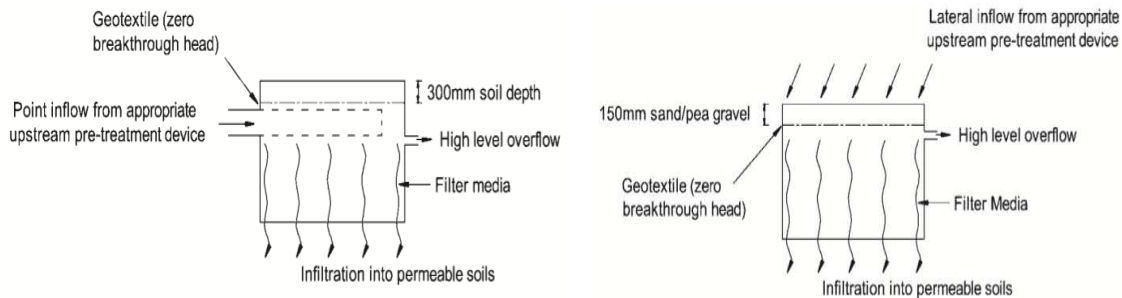 Geotextile (zero
breakthrough head)
300mm soil depth
Point inflow from appropriate
upstream pre-treatment device
High level overflow
Filter media
Infiltration into permeable soils
Lateral inflow from appropriate
upstream pre-treatment device
150mm sand/pea gravel
High level overflow
Geotextile (zero
breakthrough head)
Filter Media
Infiltration into permeable soils